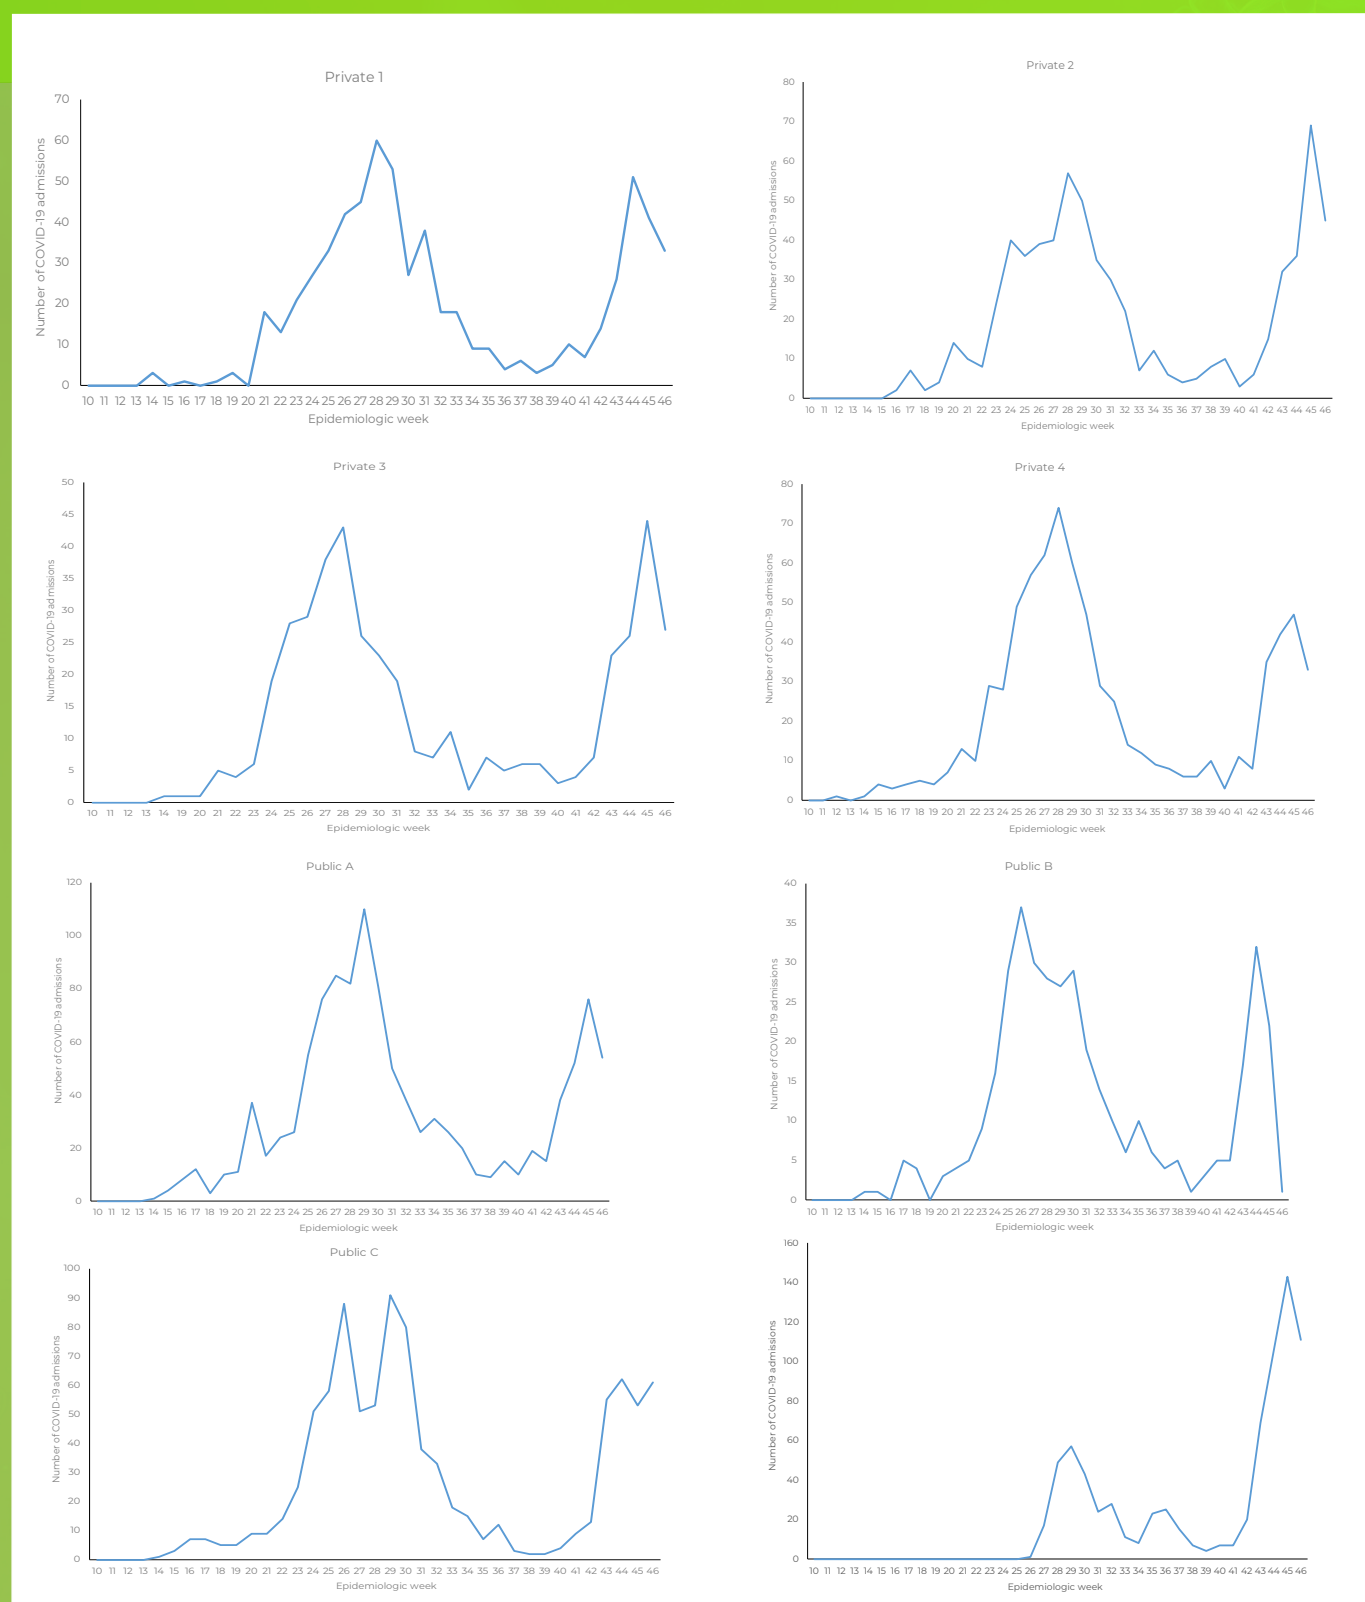 Private 1
70
60
50
40
30
20
10
0
Number of COVID-19 admissions
10 11 12 13 14 15 16 17 18 19 20 21 22 23 24 25 26 27 28 29 30 31 32 33 34 35 36 37 38 39 40 41 42 43 44 45 46
Epidemiologic week
Private 2
80
70
60
50
40
30
20
10
0
Number of COVID-19 admissions
10 11 12 13 14 15 16 17 18 19 20 21 22 23 24 25 26 27 28 29 30 31 32 33 34 35 36 37 38 39 40 41 42 43 44 45 46
Epidemiologic week
Private 3
50
45
40
35
30
25
20
15
10
5
0
Number of COVID-19 admissions
10 11 12 13 14 19 20 21 22 23 24 25 26 27 28 29 30 31 32 33 34 35 36 37 38 39 40 41 42 43 44 45 46
Epidemiologic week
Private 4
80
70
60
50
40
30
20
10
0
Number of COVID-19 admissions
10 11 12 13 14 15 16 17 18 19 20 21 22 23 24 25 26 27 28 29 30 31 32 33 34 35 36 37 38 39 40 41 42 43 44 45 46
Epidemiologic week
Public A
120
100
80
60
40
20
0
Number of COVID-19 admissions
10 11 12 13 14 15 16 17 18 19 20 21 22 23 24 25 26 27 28 29 30 31 32 33 34 35 36 37 38 39 40 41 42 43 44 45 46
Epidemiologic week
Public B
40
35
30
25
20
15
10
5
0
Number of COVID-19 admissions
10 11 12 13 14 15 16 17 18 19 20 21 22 23 24 25 26 27 28 29 30 31 32 33 34 35 36 37 38 39 40 41 42 43 44 45 46
Epidemiologic week
Public C
100
90
80
70
60
50
40
30
20
10
0
Number of COVID-19 admissions
10 11 12 13 14 15 16 17 18 19 20 21 22 23 24 25 26 27 28 29 30 31 32 33 34 35 36 37 38 39 40 41 42 43 44 45 46
Epidemiologic week
160
140
120
100
80
60
40
20
0
Number of COVID-19 admissions
10 11 12 13 14 15 16 17 18 19 20 21 22 23 24 25 26 27 28 29 30 31 32 33 34 35 36 37 38 39 40 41 42 43 44 45 46
Epidemiologic week